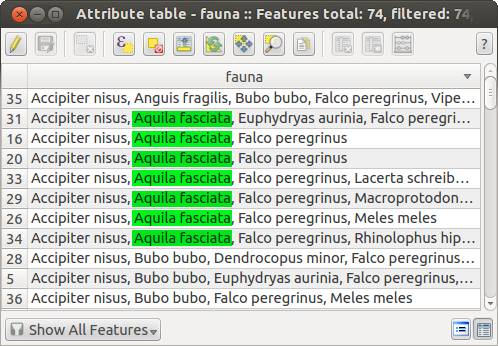 Attribute table - fauna :: Features total: 74, filtered: 74,
fauna
35 Accipiter nisus, Anguis fragilis, Bubo bubo, Falco peregrinus, Vipe...
31 Accipiter nisus, Aquila fasciata, Euphydryas aurinia, Falco peregri...
16 Accipiter nisus, Aquila fasciata, Falco peregrinus
20 Accipiter nisus, Aquila fasciata, Falco peregrinus
33 Accipiter nisus, Aquila fasciata, Falco peregrinus, Lacerta schreib...
29 Accipiter nisus, Aquila fasciata, Falco peregrinus, Macroprotodon...
26 Accipiter nisus, Aquila fasciata, Falco peregrinus, Meles meles
34 Accipiter nisus, Aquila fasciata, Falco peregrinus, Rhinolophus hip...
28 Accipiter nisus, Bubo bubo, Dendrocopus minor, Falco peregrinus...
5 Accipiter nisus, Bubo bubo, Euphydryas aurinia, Falco peregrinus,...
36 Accipiter nisus, Bubo bubo, Falco peregrinus, Meles meles
Show All Features